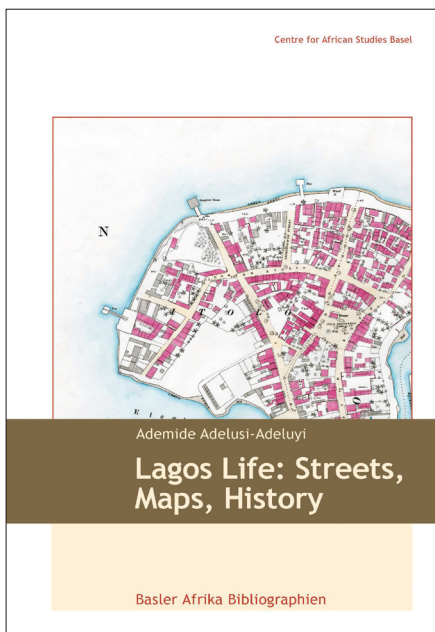 Centre for African Studies Basel
N
Ademide Adelusi-Adeluyi
Lagos Life: Streets,
Maps, History
Basler Afrika Bibliographien